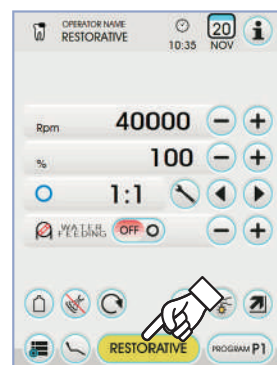 OPERATOR NAME
RESTORATIVE
10:35
20
NOV
i
Rpm 40000 − +
% 100 − +
1:1
WATER FEEDING OFF − +
RESTORATIVE PROGRAM P1